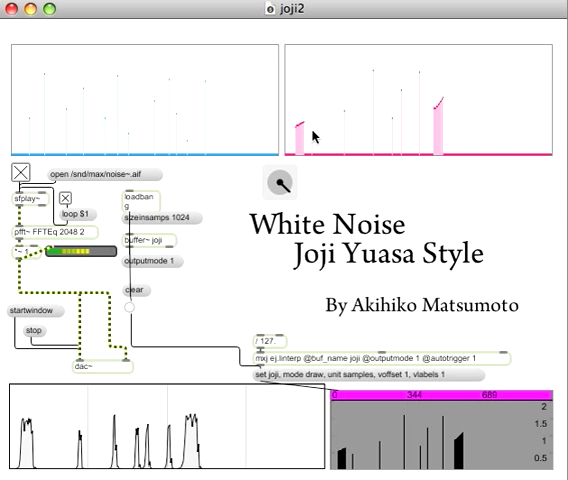 joji2
open /snd/max/noise~.aif
sfplay~
loop $1
loadban
g
sizeinsamps 1024
pfft~ FFTEq 2048 2
buffer~ joji
*~ 1.
outputmode 1
clear
startwindow
stop
dac~
White Noise
Joji Yuasa Style
By Akihiko Matsumoto
/ 127.
mxj ej.linterp @buf_name joji @outputmode 1 @autotrigger 1
set joji, mode draw, unit samples, voffset 1, vlabels 1
0 344 689
2
1.5
1
0.5